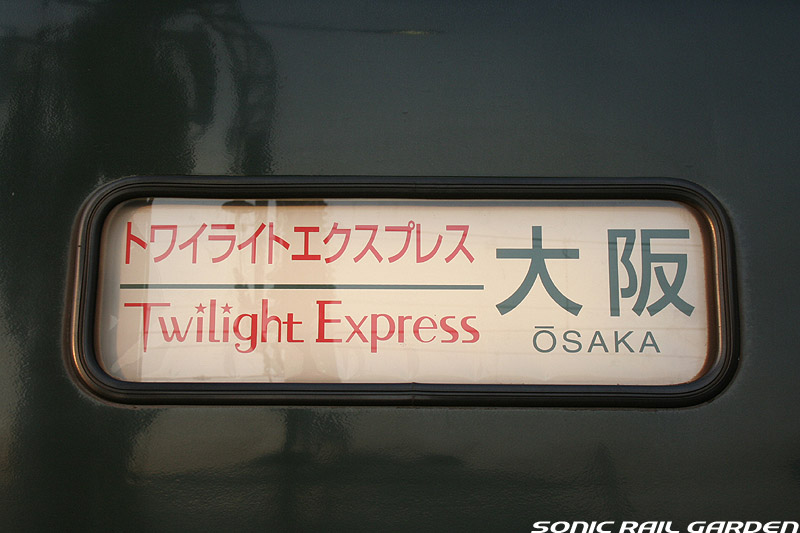 トワイライトエクスプレス
Twilight Express
大阪
ŌSAKA
SONIC RAIL GARDEN